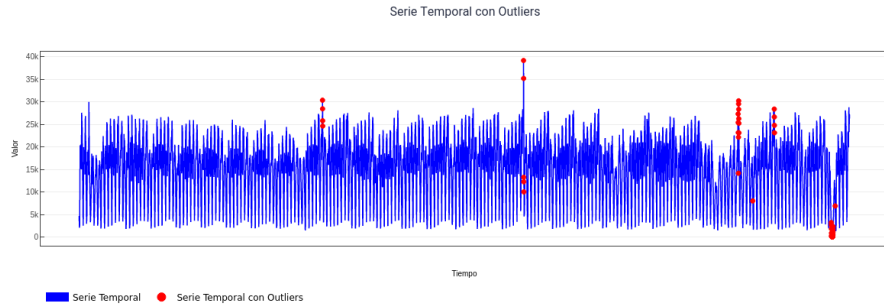 Serie Temporal con Outliers
40k
35k
30k
25k
20k
15k
10k
5k
0
Valor
Tiempo
Serie Temporal
Serie Temporal con Outliers